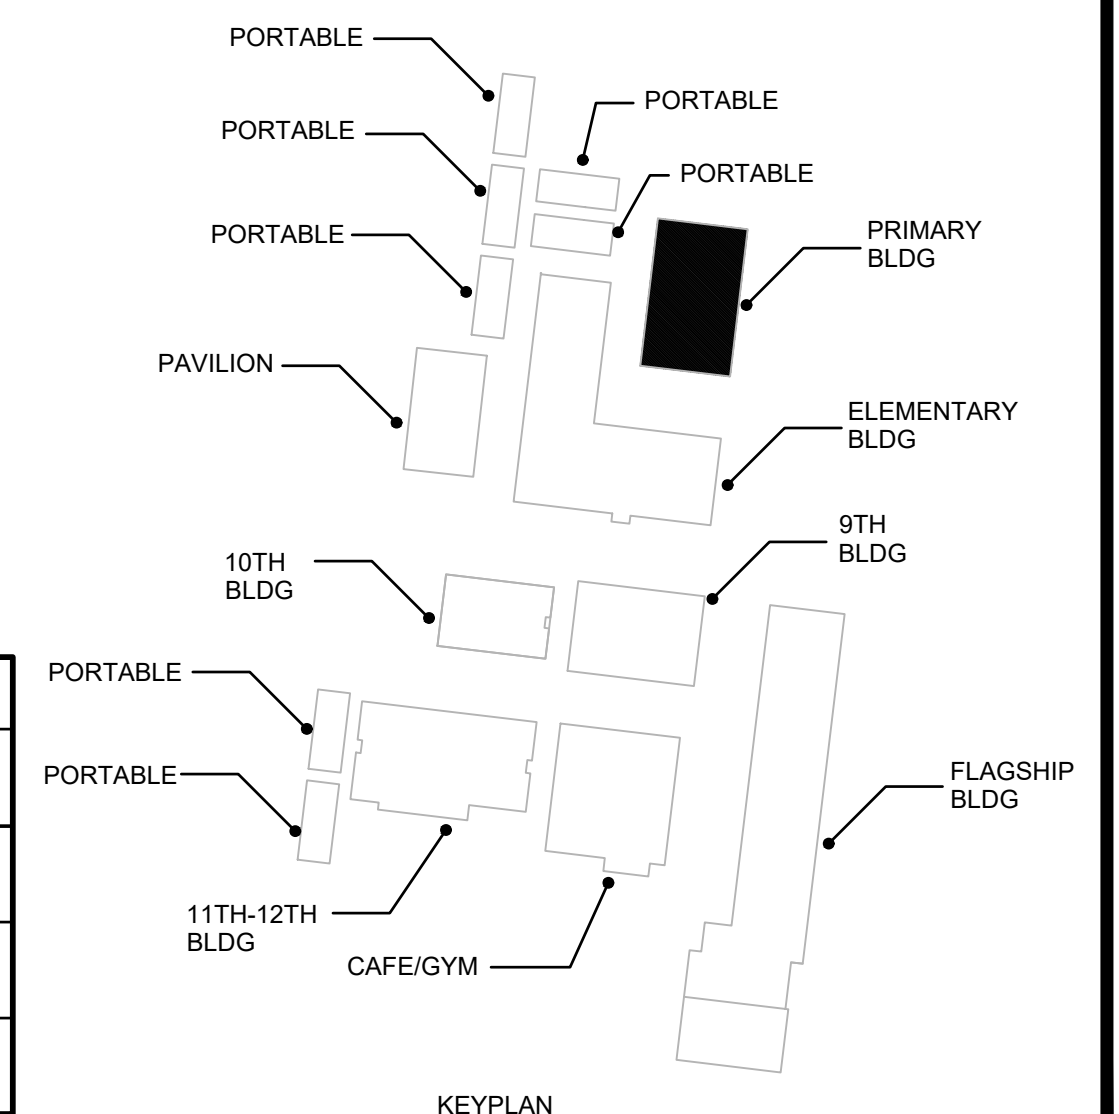 PORTABLE
PORTABLE
PORTABLE
PORTABLE
PORTABLE
PRIMARY
BLDG
PAVILION
ELEMENTARY
BLDG
9TH
BLDG
10TH
BLDG
PORTABLE
PORTABLE
FLAGSHIP
BLDG
11TH-12TH
BLDG
CAFE/GYM
KEYPLAN